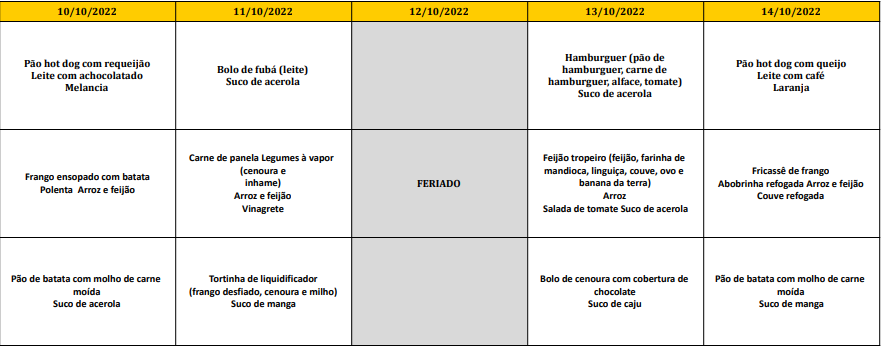 10/10/2022
11/10/2022
12/10/2022
13/10/2022
14/10/2022
Pão hot dog com requeijão
Leite com achocolatado
Melancia
Bolo de fubá (leite)
Suco de acerola
Hamburguer (pão de
hamburguer, carne de
hamburguer, alface, tomate)
Suco de acerola
Pão hot dog com queijo
Leite com café
Laranja
Frango ensopado com batata
Polenta Arroz e feijão
Carne de panela Legumes à vapor
(cenoura e
inhame)
Arroz e feijão
Vinagrete
FERIADO
Feijão tropeiro (feijão, farinha de
mandioca, linguiça, couve, ovo e
banana da terra)
Arroz
Salada de tomate Suco de acerola
Fricassê de frango
Abobrinha refogada Arroz e feijão
Couve refogada
Pão de batata com molho de carne
moída
Suco de acerola
Tortinha de liquidificador
(frango desfiado, cenoura e milho)
Suco de manga
Bolo de cenoura com cobertura de
chocolate
Suco de caju
Pão de batata com molho de carne
moída
Suco de manga